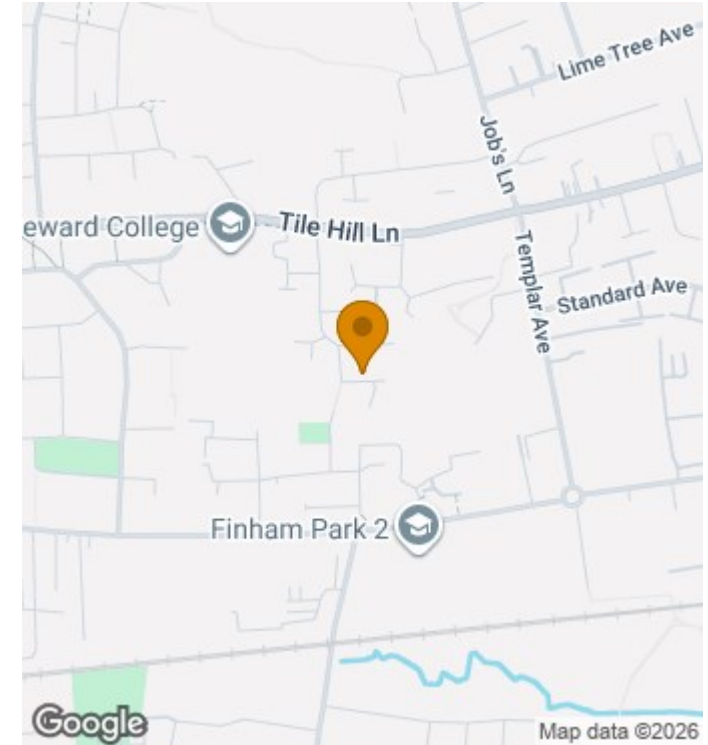 Lime Tree Ave
Job's Ln
eward College
Tile Hill Ln
Templar Ave
Standard Ave
Finham Park 2
Google
Map data ©2026